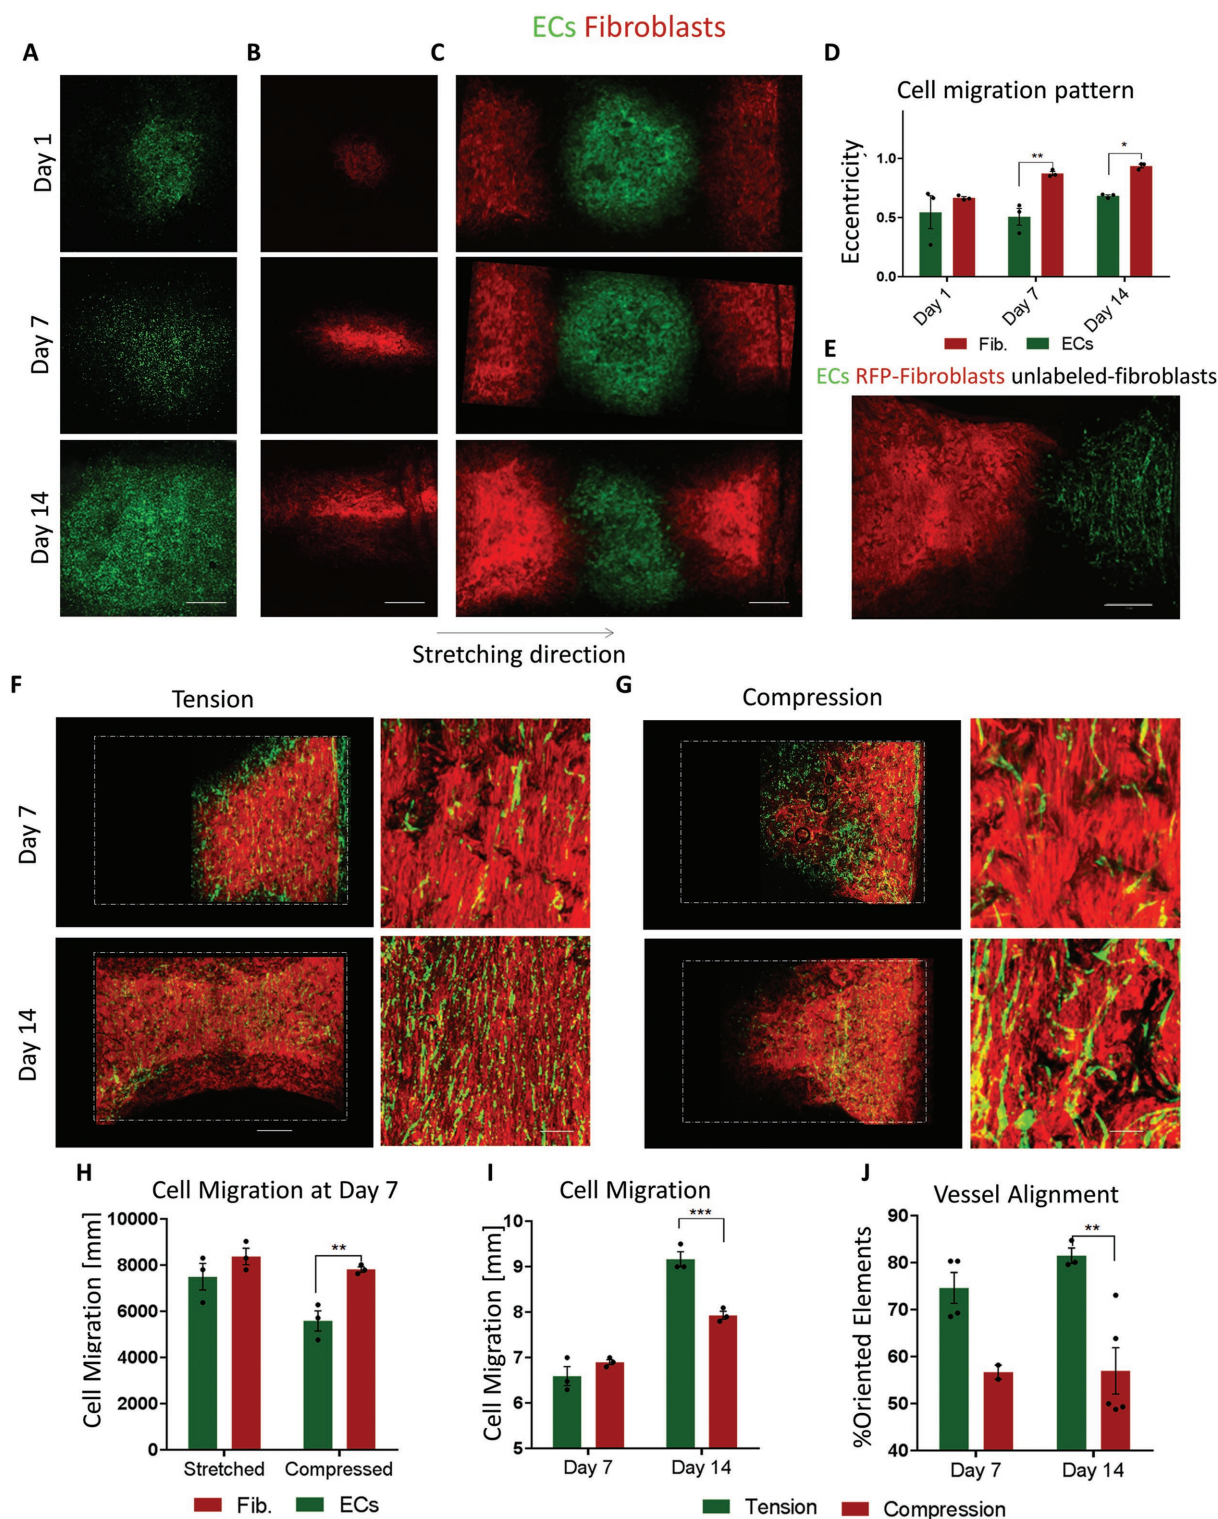 ECs Fibroblasts
A
B
C
Day 1
Day 7
Day 14
Stretching direction
D
Cell migration pattern
Eccentricity
1.0
0.5
0.0
**
*
Day 1
Day 7
Day 14
Fib.
ECs
E
ECs RFP-Fibroblasts unlabeled-fibroblasts
F
Tension
G
Compression
Day 7
Day 14
H
Cell Migration at Day 7
Cell Migration [mm]
10000
8000
6000
4000
2000
0
**
Stretched
Compressed
Fib.
ECs
I
Cell Migration
Cell Migration [mm]
10
9
8
7
6
5
***
Day 7
Day 14
J
Vessel Alignment
%Oriented Elements
90
80
70
60
50
40
**
Day 7
Day 14
Tension
Compression